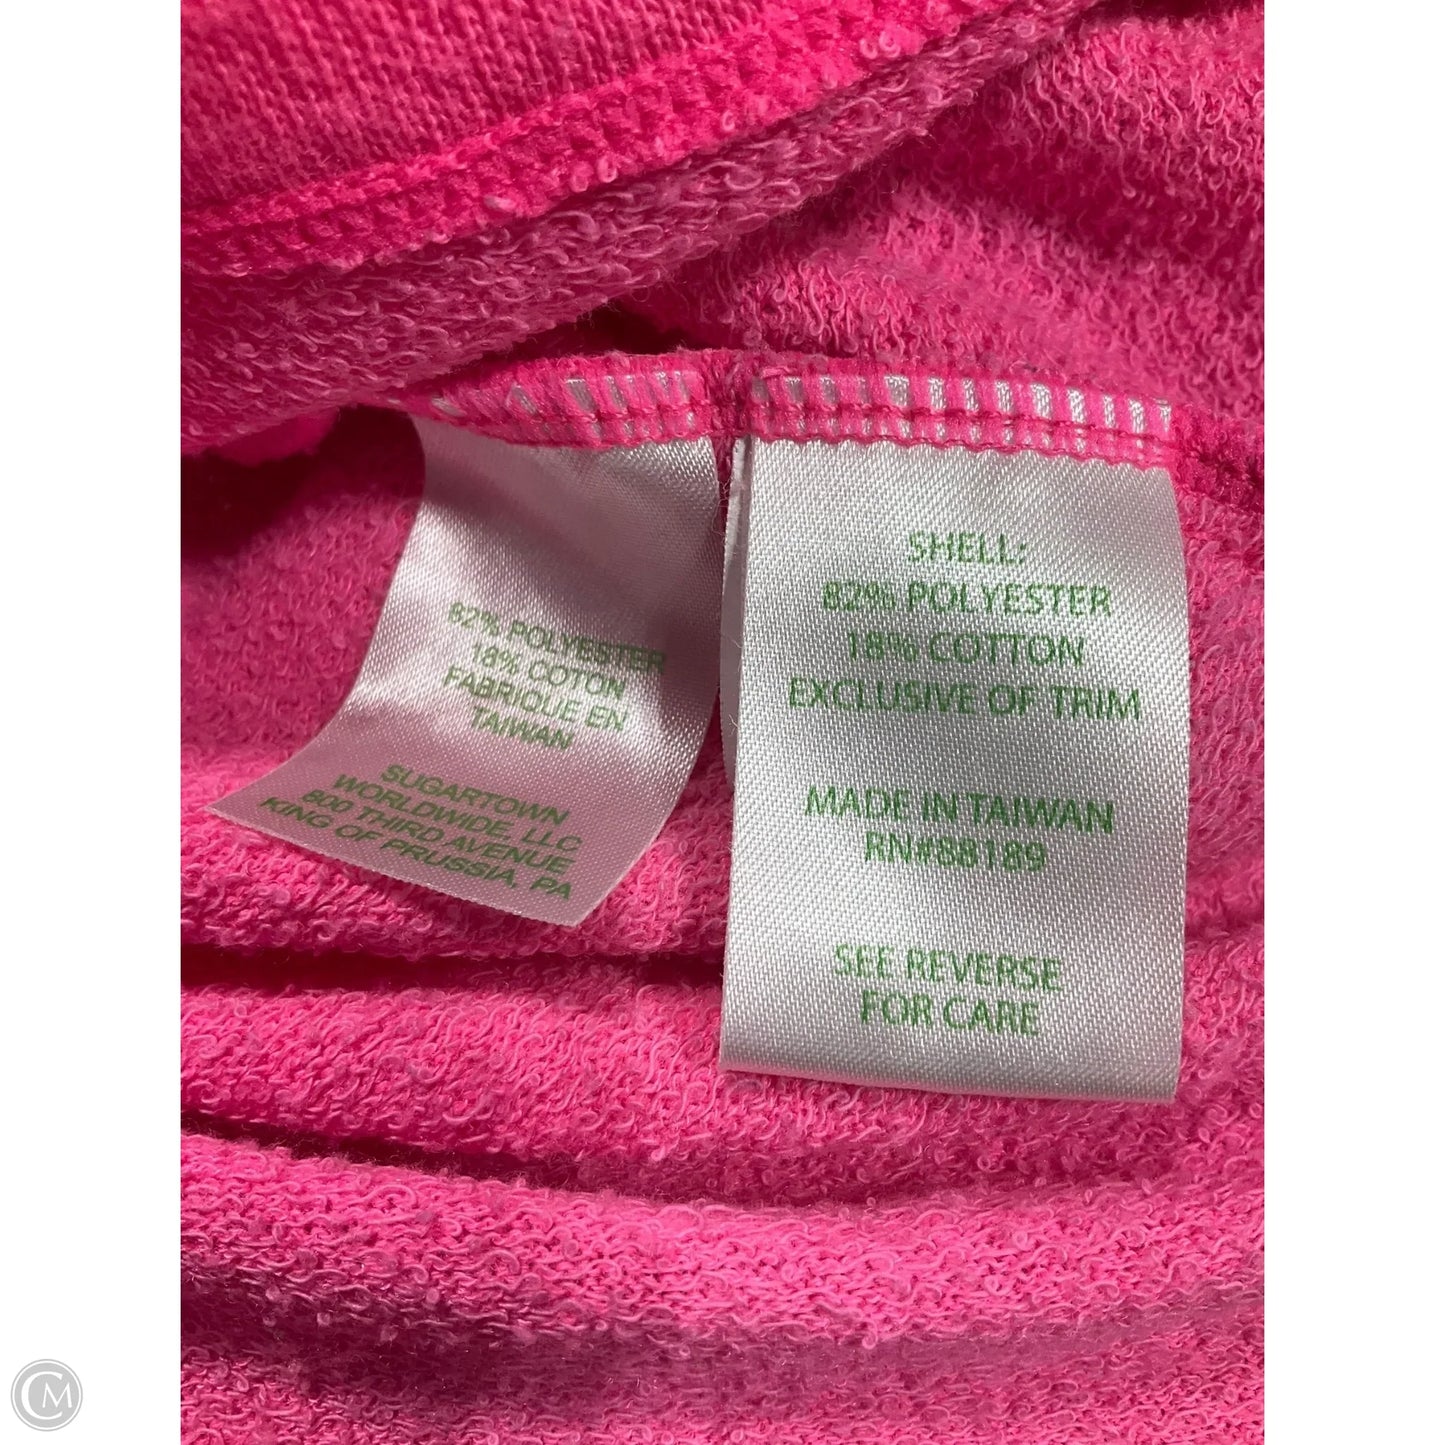 82% POLYESTER
18% COTON
FABRIQUE EN
TAIWAN
SUGARTOWN
WORLDWIDE, LLC
800 THIRD AVENUE
KING OF PRUSSIA, PA
SHELL:
82% POLYESTER
18% COTTON
EXCLUSIVE OF TRIM
MADE IN TAIWAN
RN#88189
SEE REVERSE
FOR CARE
CM